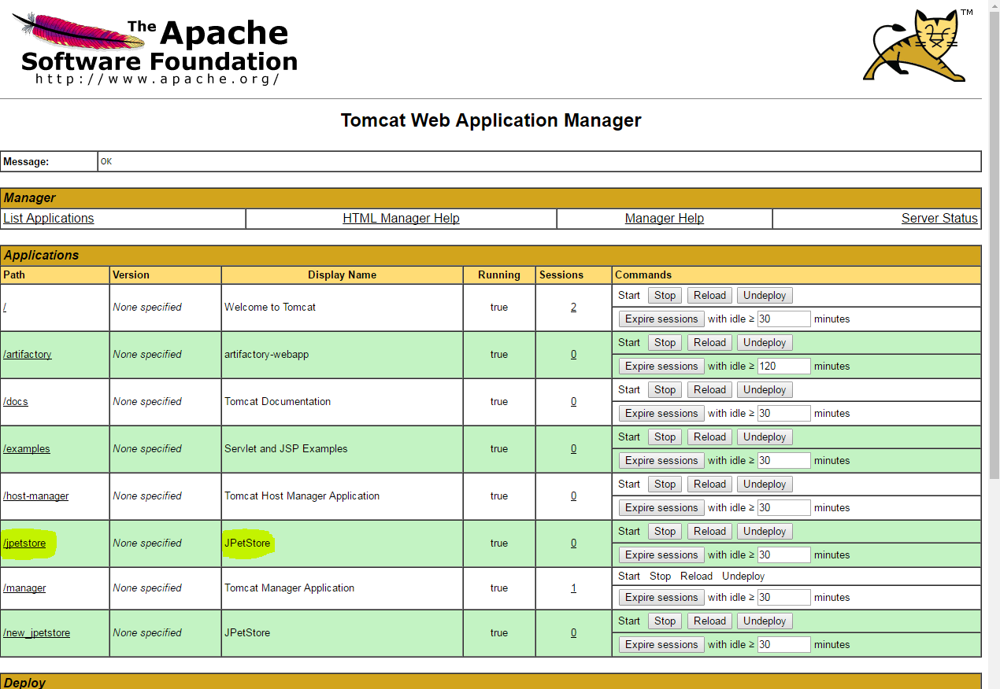 The Apache
Software Foundation
http://www.apache.org/
TM
Tomcat Web Application Manager
Message: OK
Manager
List Applications HTML Manager Help Manager Help Server Status
Applications
Path Version Display Name Running Sessions Commands
/ None specified Welcome to Tomcat true 2 Start Stop Reload Undeploy
Expire sessions with idle ≥ 30 minutes
/artifactory None specified artifactory-webapp true 0 Start Stop Reload Undeploy
Expire sessions with idle ≥ 120 minutes
/docs None specified Tomcat Documentation true 0 Start Stop Reload Undeploy
Expire sessions with idle ≥ 30 minutes
/examples None specified Servlet and JSP Examples true 0 Start Stop Reload Undeploy
Expire sessions with idle ≥ 30 minutes
/host-manager None specified Tomcat Host Manager Application true 0 Start Stop Reload Undeploy
Expire sessions with idle ≥ 30 minutes
/jpetstore None specified JPetStore true 0 Start Stop Reload Undeploy
Expire sessions with idle ≥ 30 minutes
/manager None specified Tomcat Manager Application true 1 Start Stop Reload Undeploy
Expire sessions with idle ≥ 30 minutes
/new_jpetstore None specified JPetStore true 0 Start Stop Reload Undeploy
Expire sessions with idle ≥ 30 minutes
Deploy